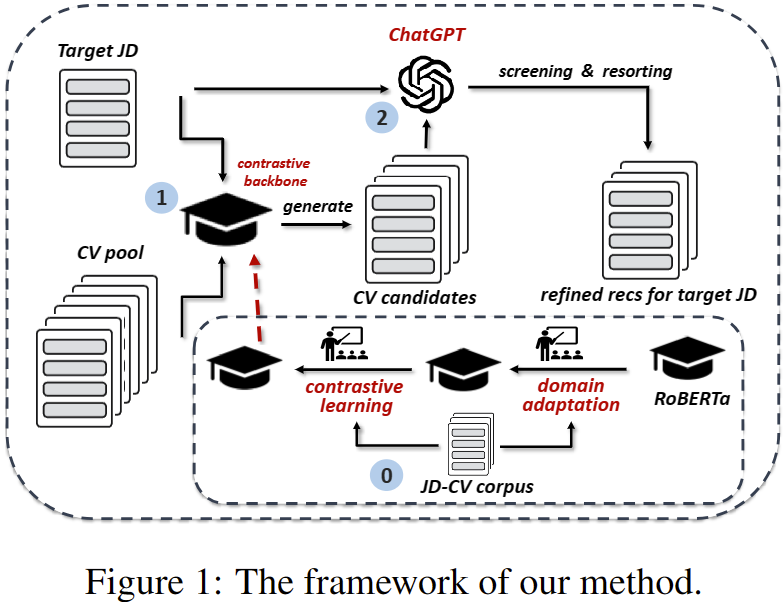 Target JD
ChatGPT
screening & resorting
2
contrastive
backbone
1
generate
CV pool
CV candidates
refined recs for target JD
contrastive
learning
domain
adaptation
RoBERTa
0
JD-CV corpus
Figure 1: The framework of our method.